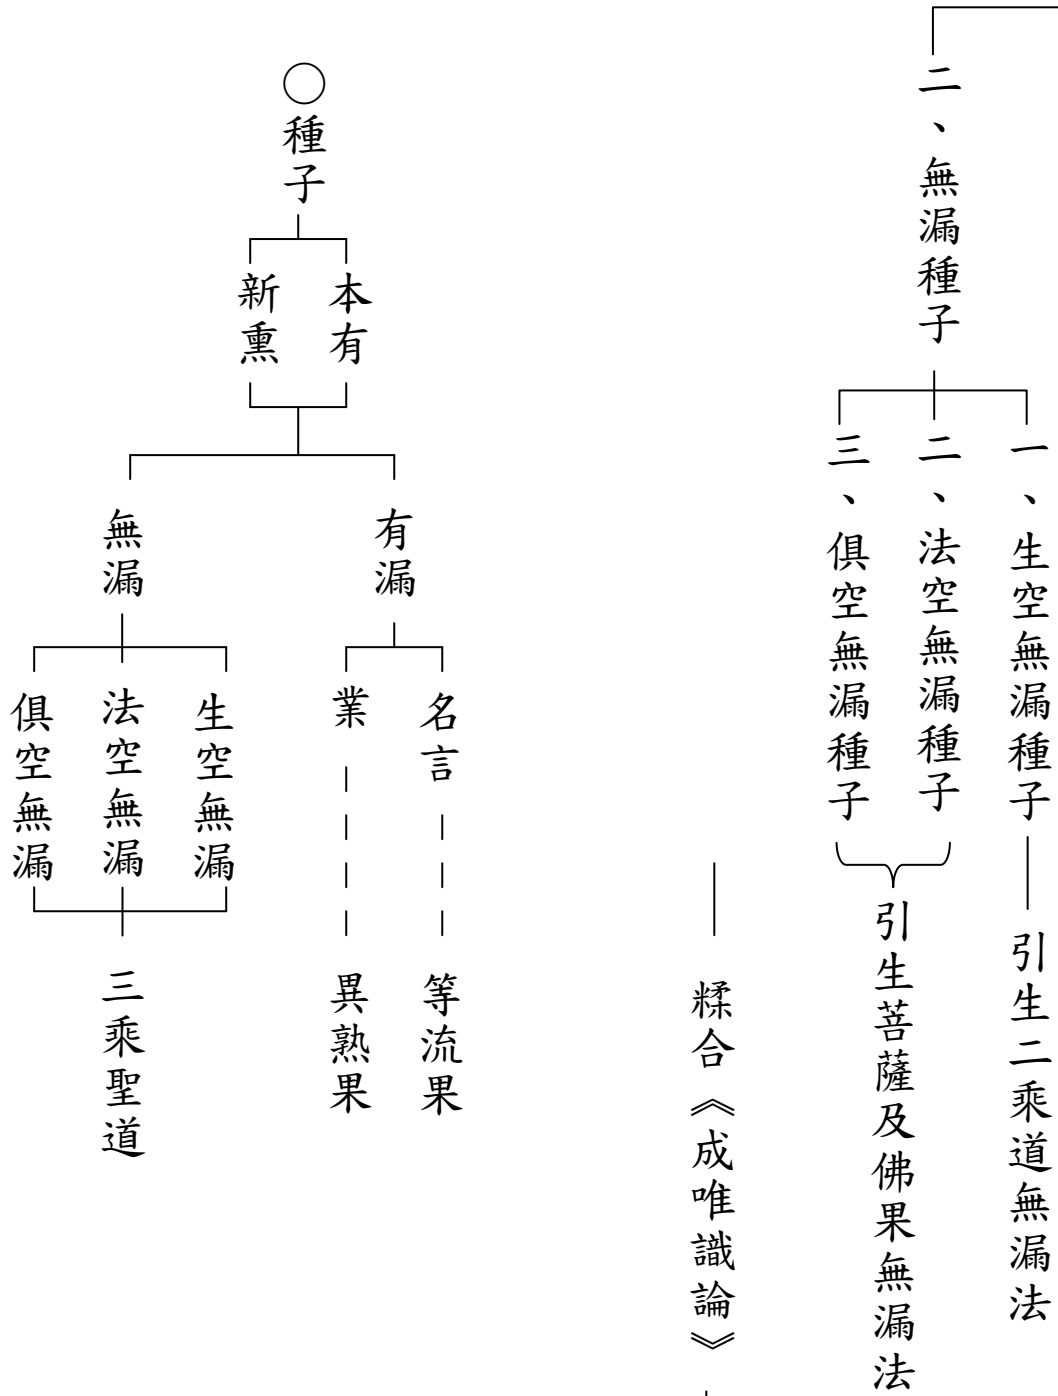 二、無漏種子
一、生空無漏種子
引生二乘道無漏法
二、法空無漏種子
三、俱空無漏種子
引生菩薩及佛果無漏法
糅合《成唯識論》
○種子
本有
新熏
有漏
名言
等流果
業
異熟果
無漏
生空無漏
法空無漏
俱空無漏
三乘聖道